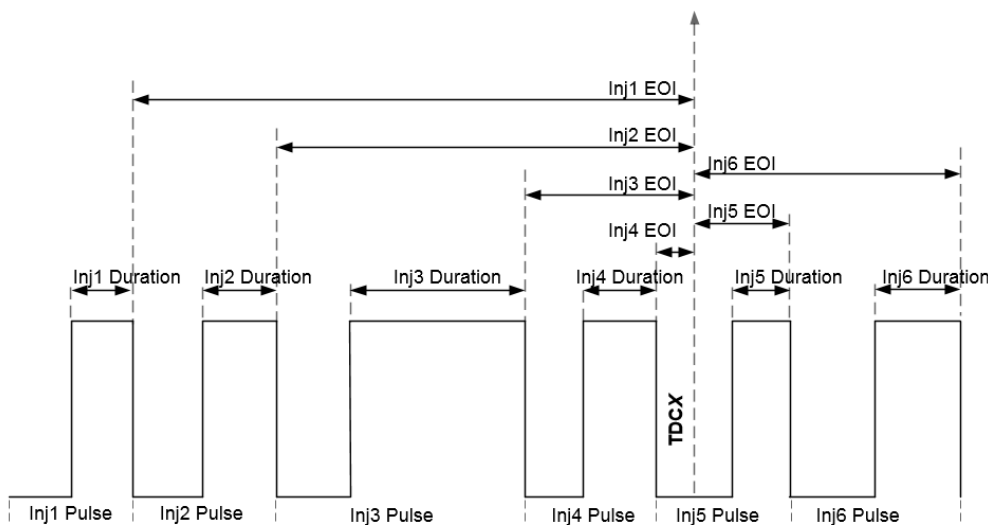 Inj1 EOI
Inj2 EOI
Inj6 EOI
Inj3 EOI
Inj5 EOI
Inj4 EOI
Inj1 Duration Inj2 Duration Inj3 Duration Inj4 Duration Inj5 Duration Inj6 Duration
TDCX
Inj1 Pulse Inj2 Pulse Inj3 Pulse Inj4 Pulse Inj5 Pulse Inj6 Pulse